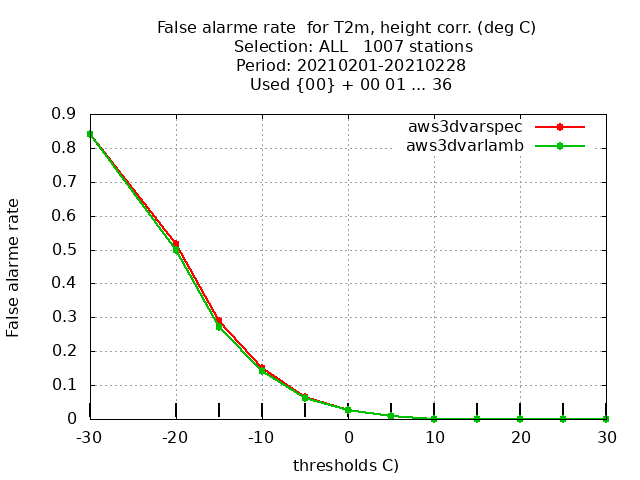 False alarme rate  for T2m, height corr. (deg C)
Selection: ALL   1007 stations
Period: 20210201-20210228
Used {00} + 00 01 ... 36
0.9
0.8
0.7
0.6
0.5
0.4
0.3
0.2
0.1
0
False alarme rate
aws3dvarspec
aws3dvarlamb
-30
-20
-10
0
10
20
30
thresholds C)